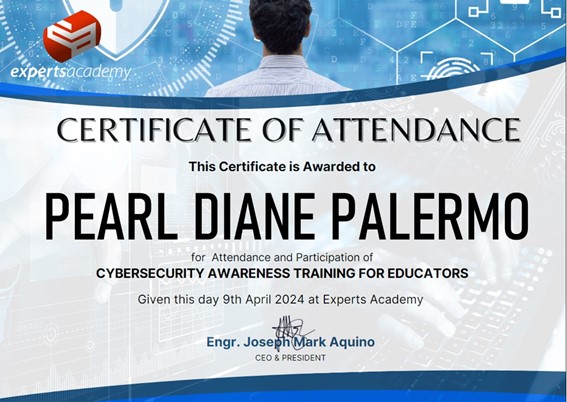 expertsacademy
CERTIFICATE OF ATTENDANCE
This Certificate is Awarded to
PEARL DIANE PALERMO
for Attendance and Participation of
CYBERSECURITY AWARENESS TRAINING FOR EDUCATORS
Given this day 9th April 2024 at Experts Academy
Engr. Joseph Mark Aquino
CEO & PRESIDENT